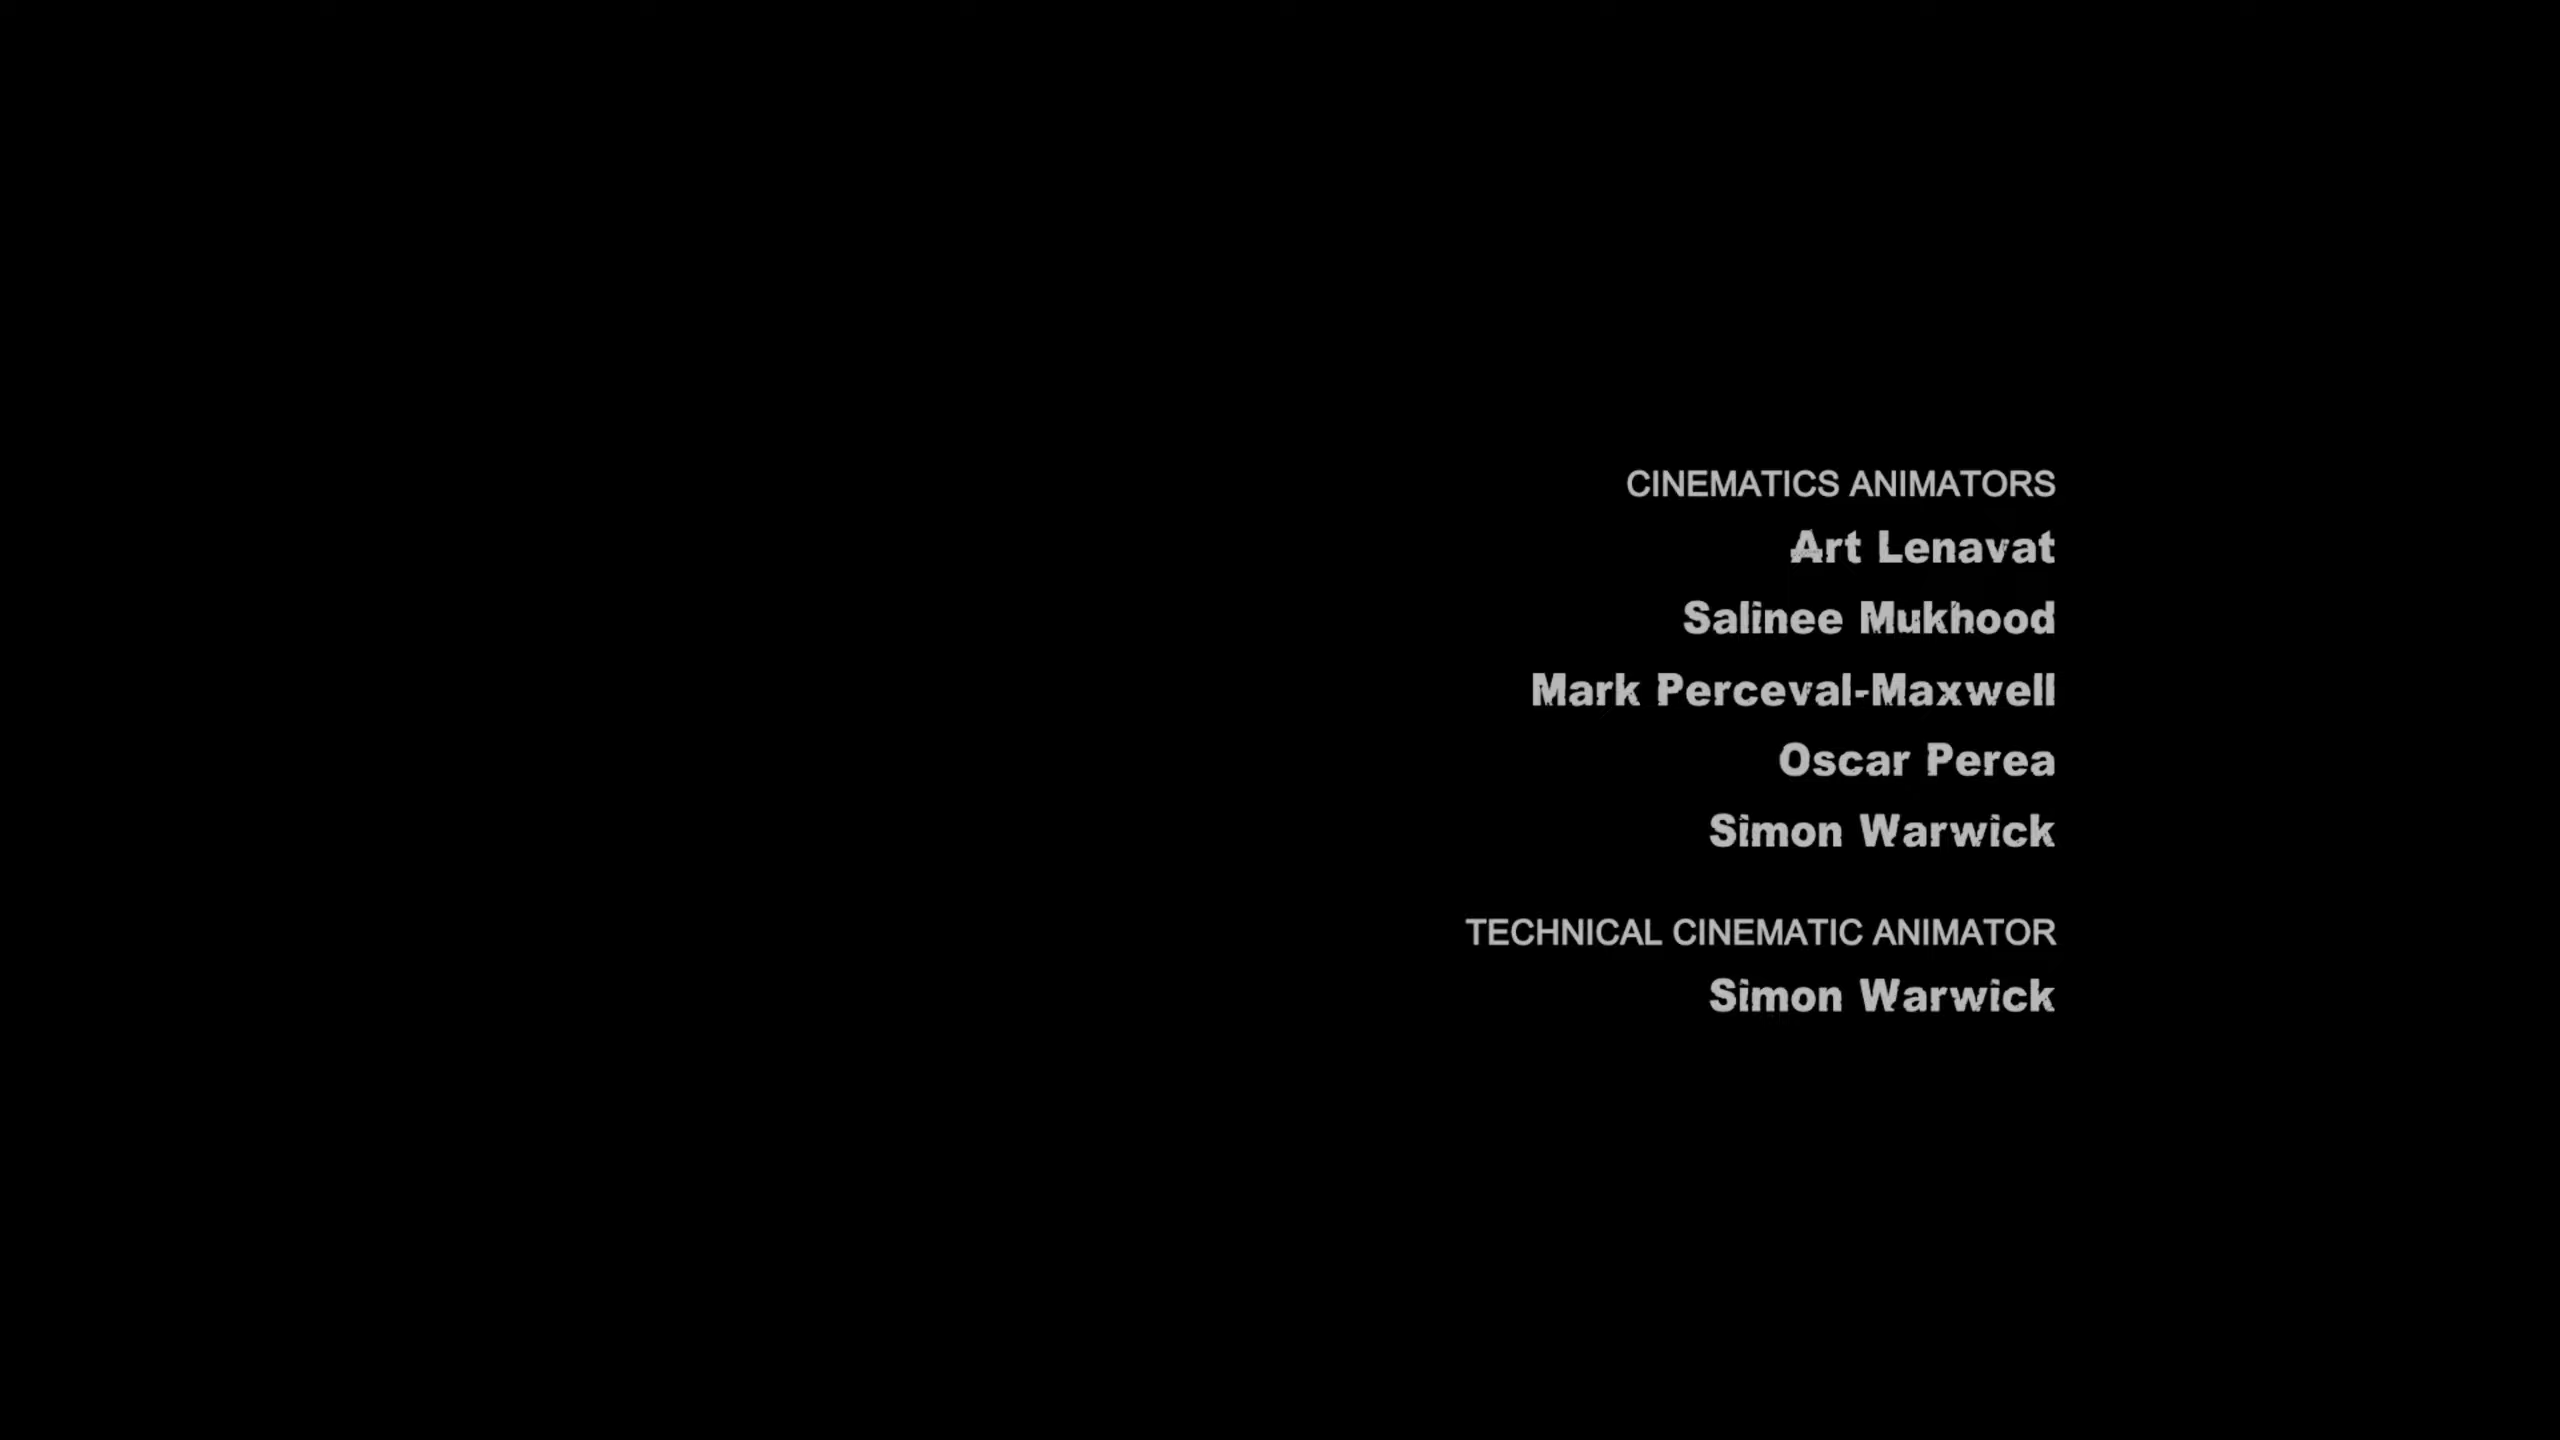 CINEMATICS ANIMATORS
Art Lenavat
Salinee Mukhood
Mark Perceval-Maxwell
Oscar Perea
Simon Warwick
TECHNICAL CINEMATIC ANIMATOR
Simon Warwick